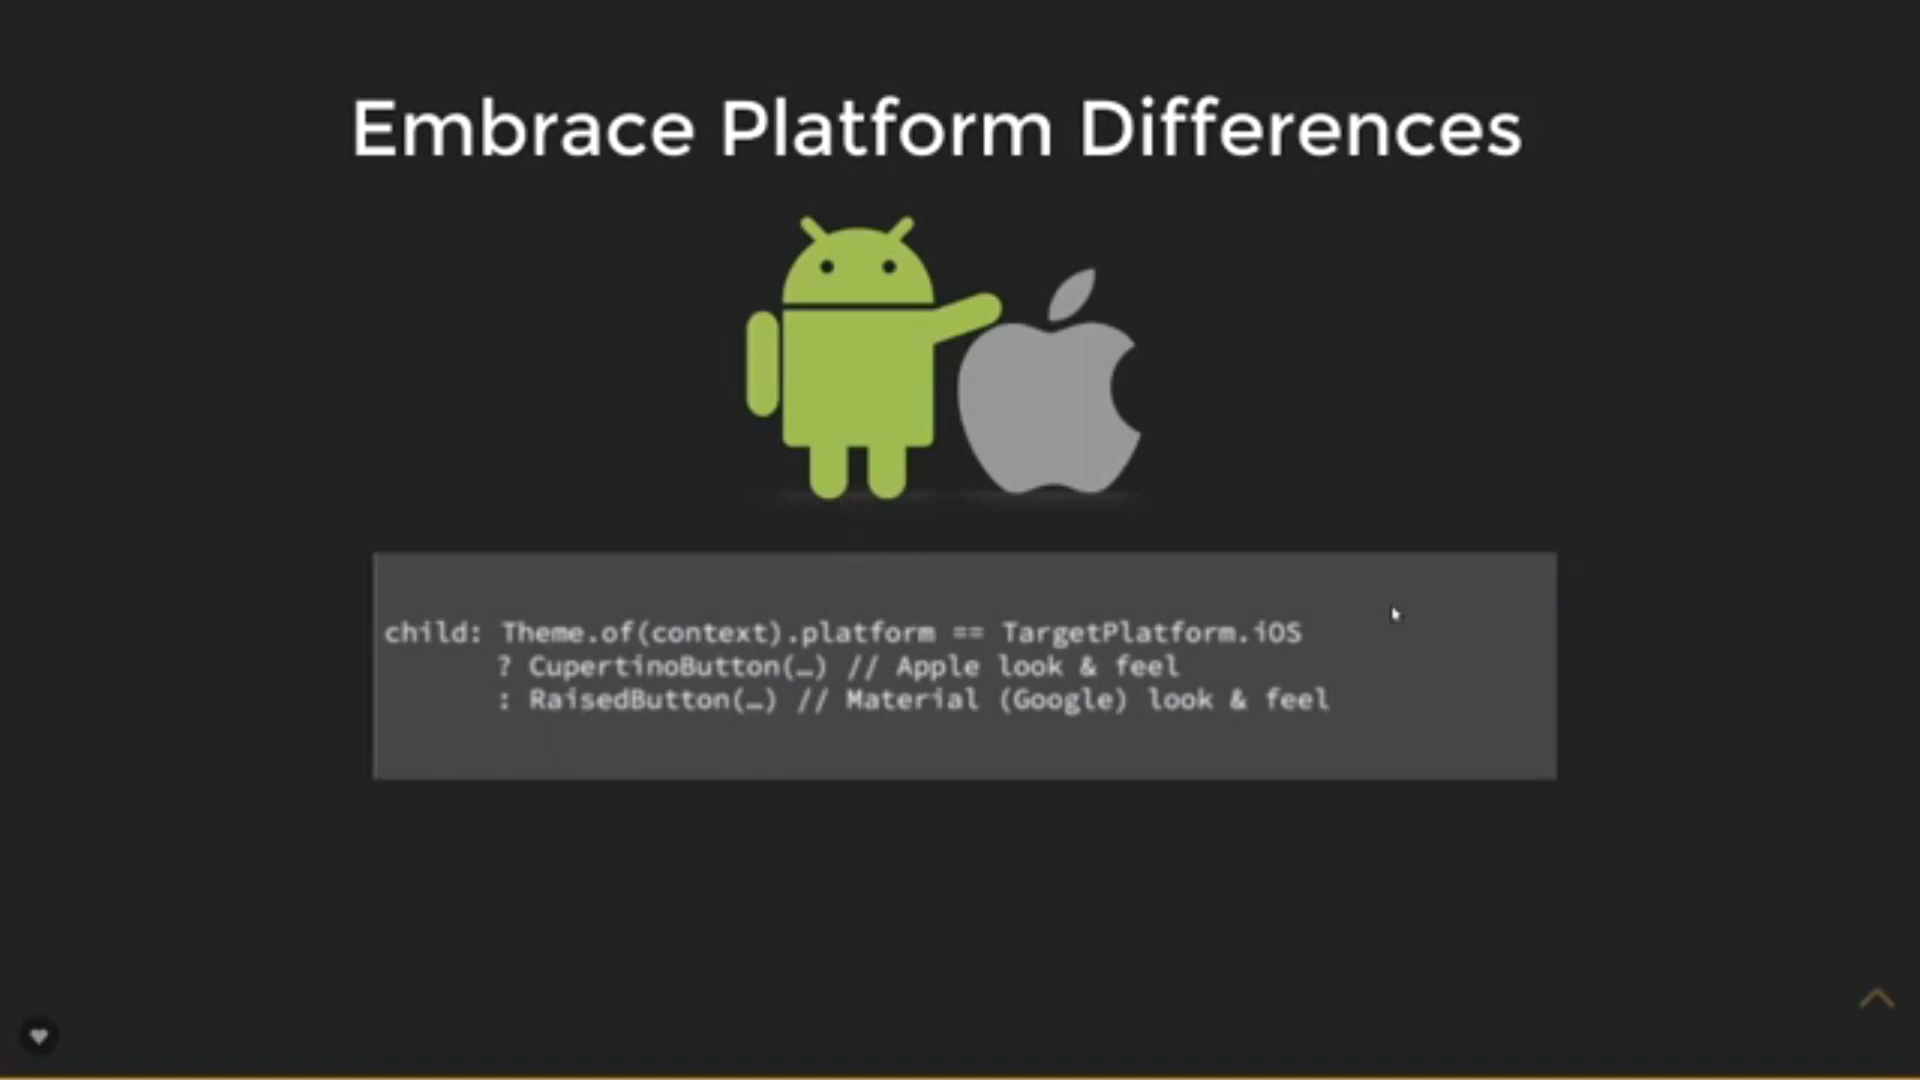 Embrace Platform Differences
child: Theme.of(context).platform == TargetPlatform.iOS
? CupertinoButton(…) // Apple look & feel
: RaisedButton(…) // Material (Google) look & feel